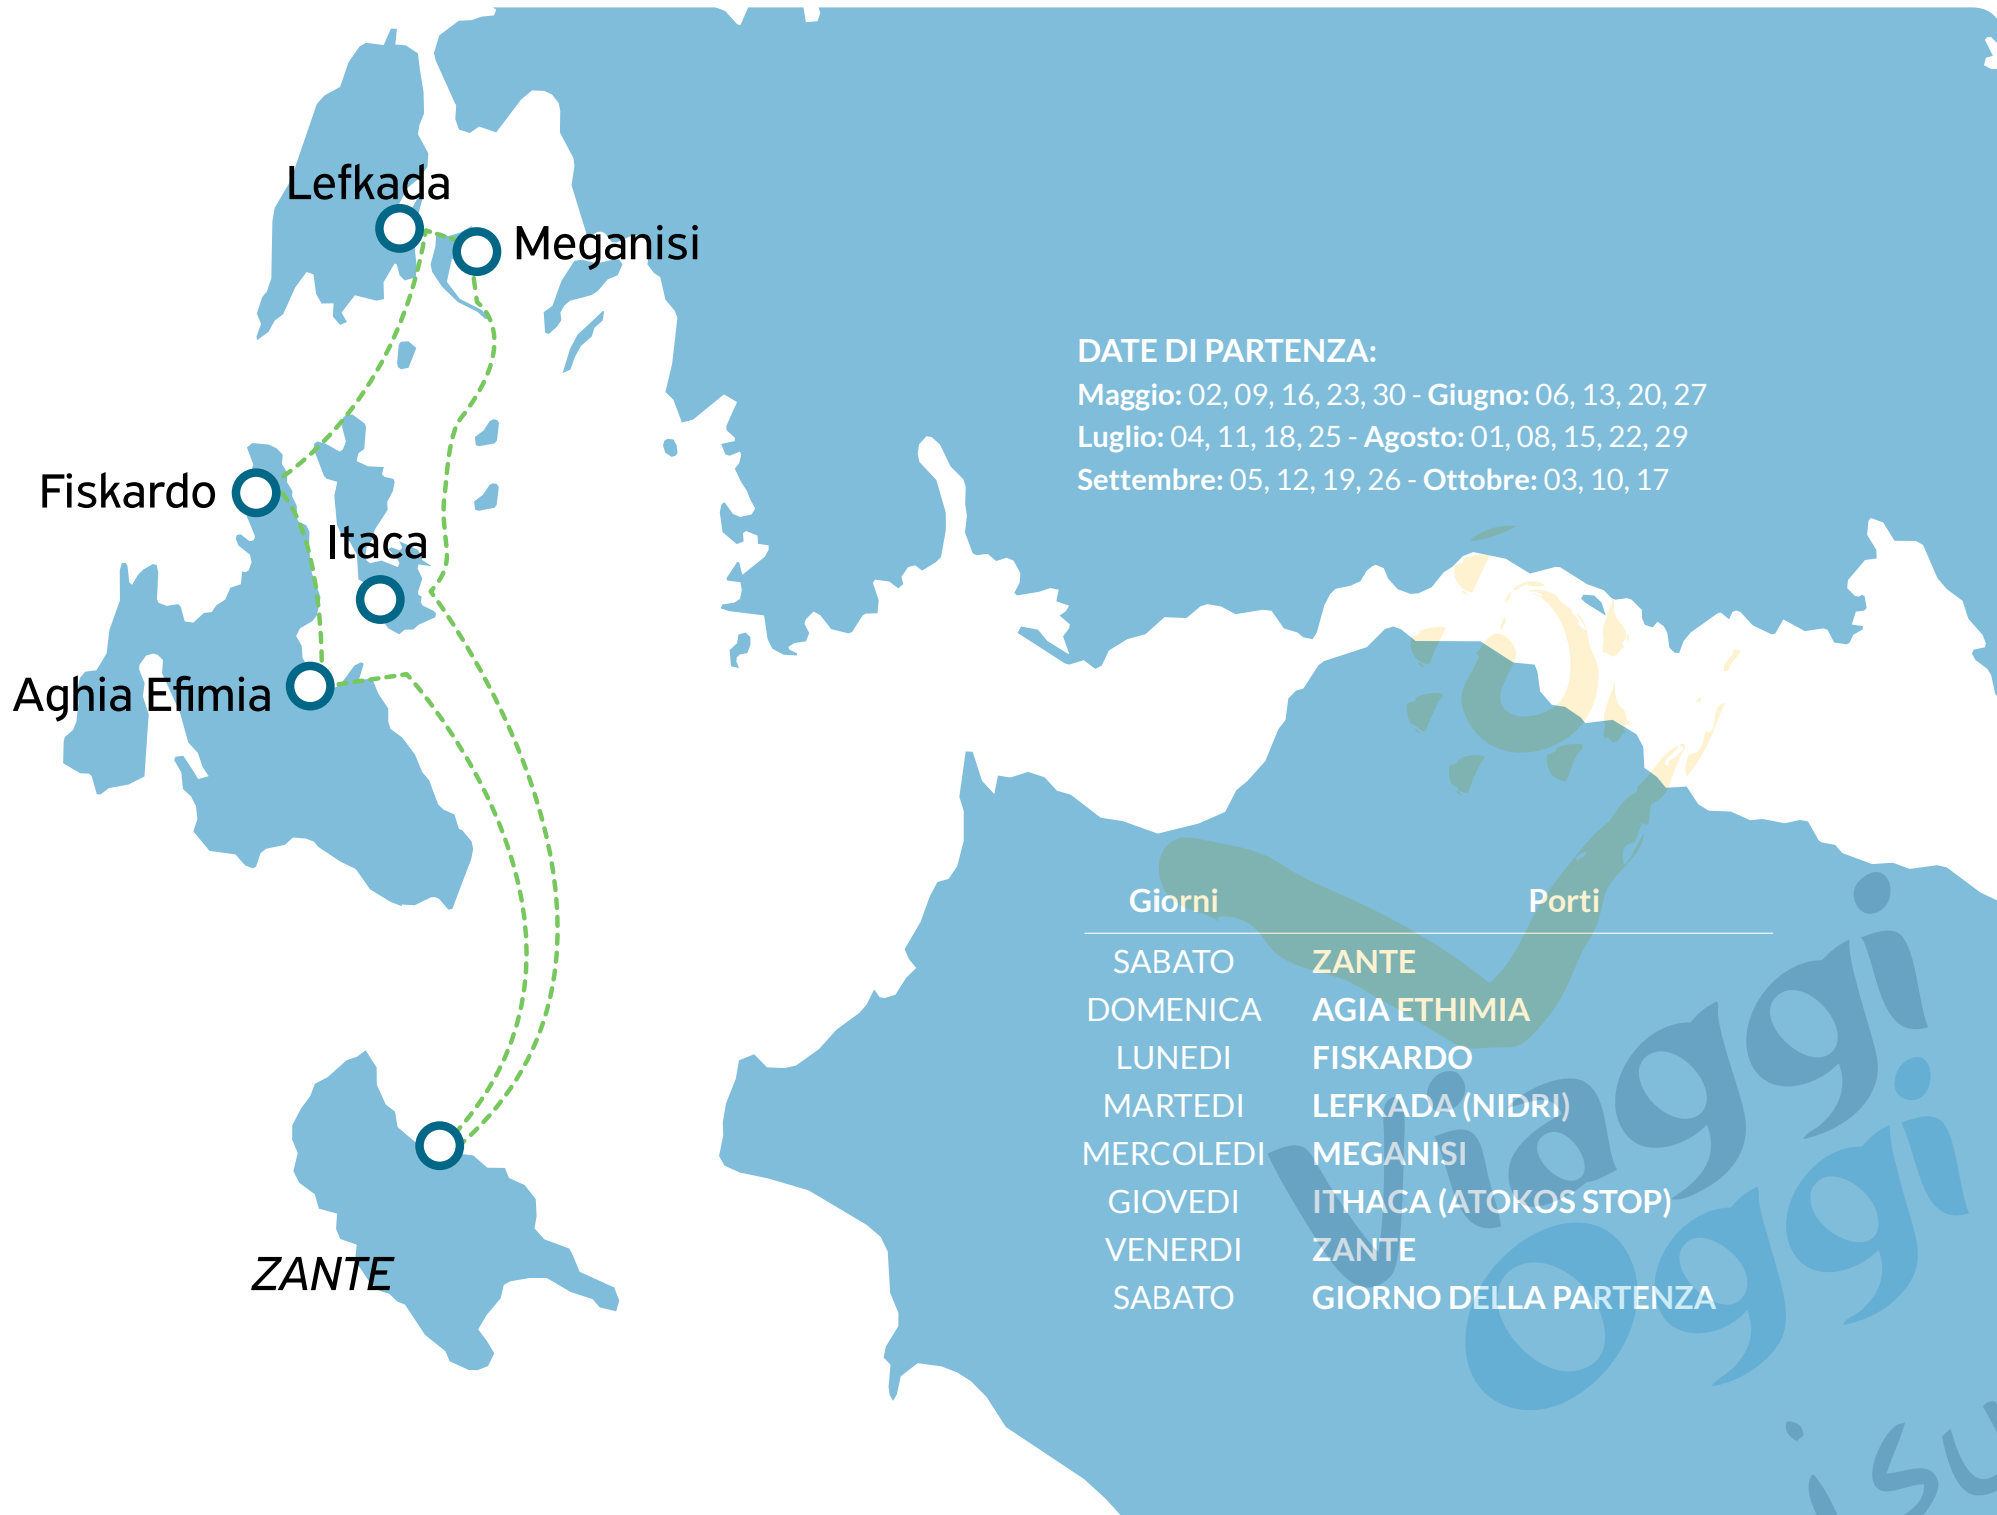 Lefkada
Meganisi
Fiskardo
Itaca
Aghia Efimia
ZANTE
DATE DI PARTENZA:
Maggio: 02, 09, 16, 23, 30 - Giugno: 06, 13, 20, 27
Luglio: 04, 11, 18, 25 - Agosto: 01, 08, 15, 22, 29
Settembre: 05, 12, 19, 26 - Ottobre: 03, 10, 17
Giorni Porti
SABATO ZANTE
DOMENICA AGIA ETHIMIA
LUNEDI FISKARDO
MARTEDI LEFKADA (NIDRI)
MERCOLEDI MEGANISI
GIOVEDI ITHACA (ATOKOS STOP)
VENERDI ZANTE
SABATO GIORNO DELLA PARTENZA
Viaggi
Oggi